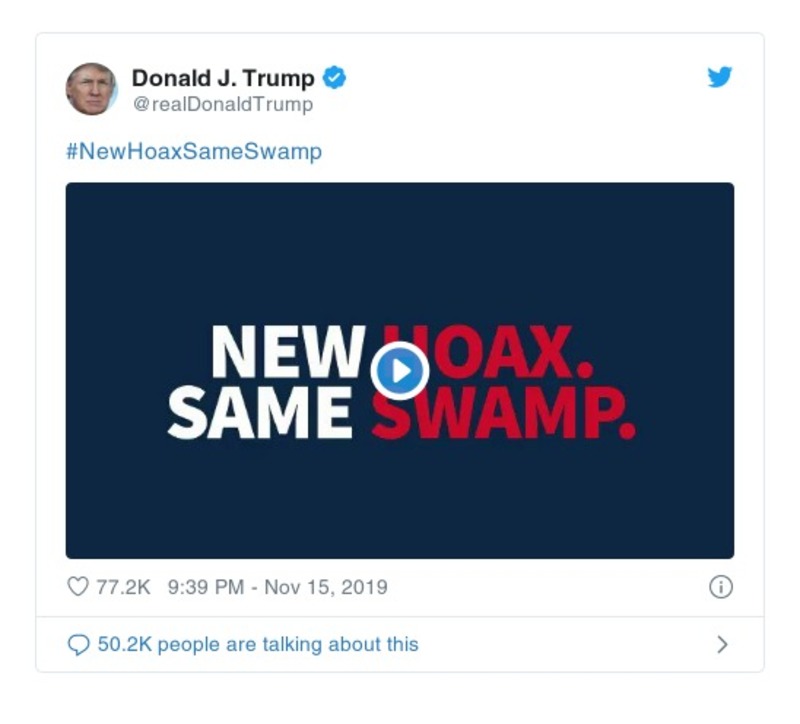 Donald J. Trump
@realDonaldTrump
#NewHoaxSameSwamp
NEW HOAX.
SAME SWAMP.
77.2K 9:39 PM - Nov 15, 2019
50.2K people are talking about this